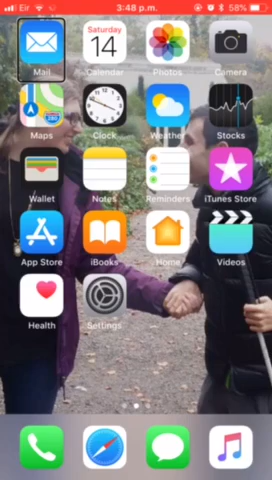 Eir 3:48 p.m. 58%
Saturday
14
Mail Calendar Photos Camera
280
Maps Clock Weather Stocks
Wallet Notes Reminders iTunes Store
App Store iBooks Home Videos
Health Settings